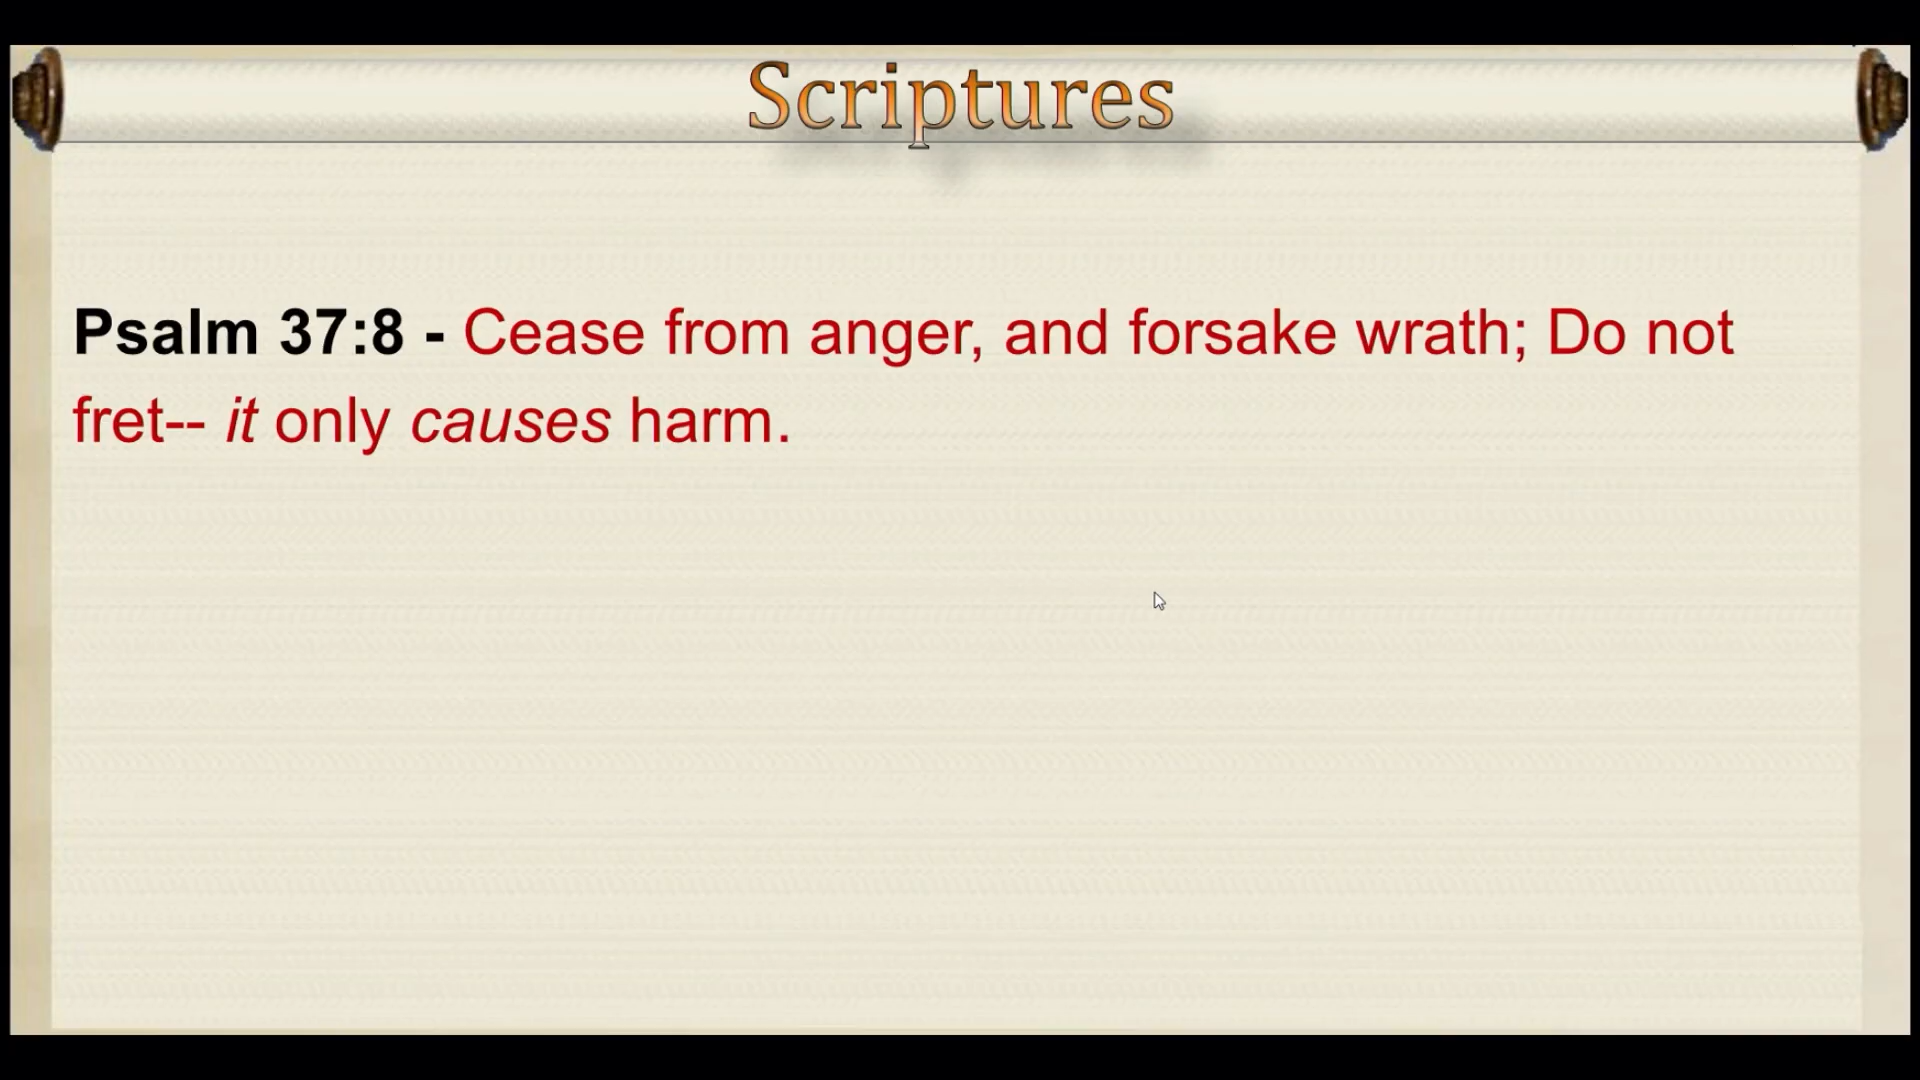 Scriptures
Psalm 37:8 - Cease from anger, and forsake wrath; Do not
fret-- it only causes harm.